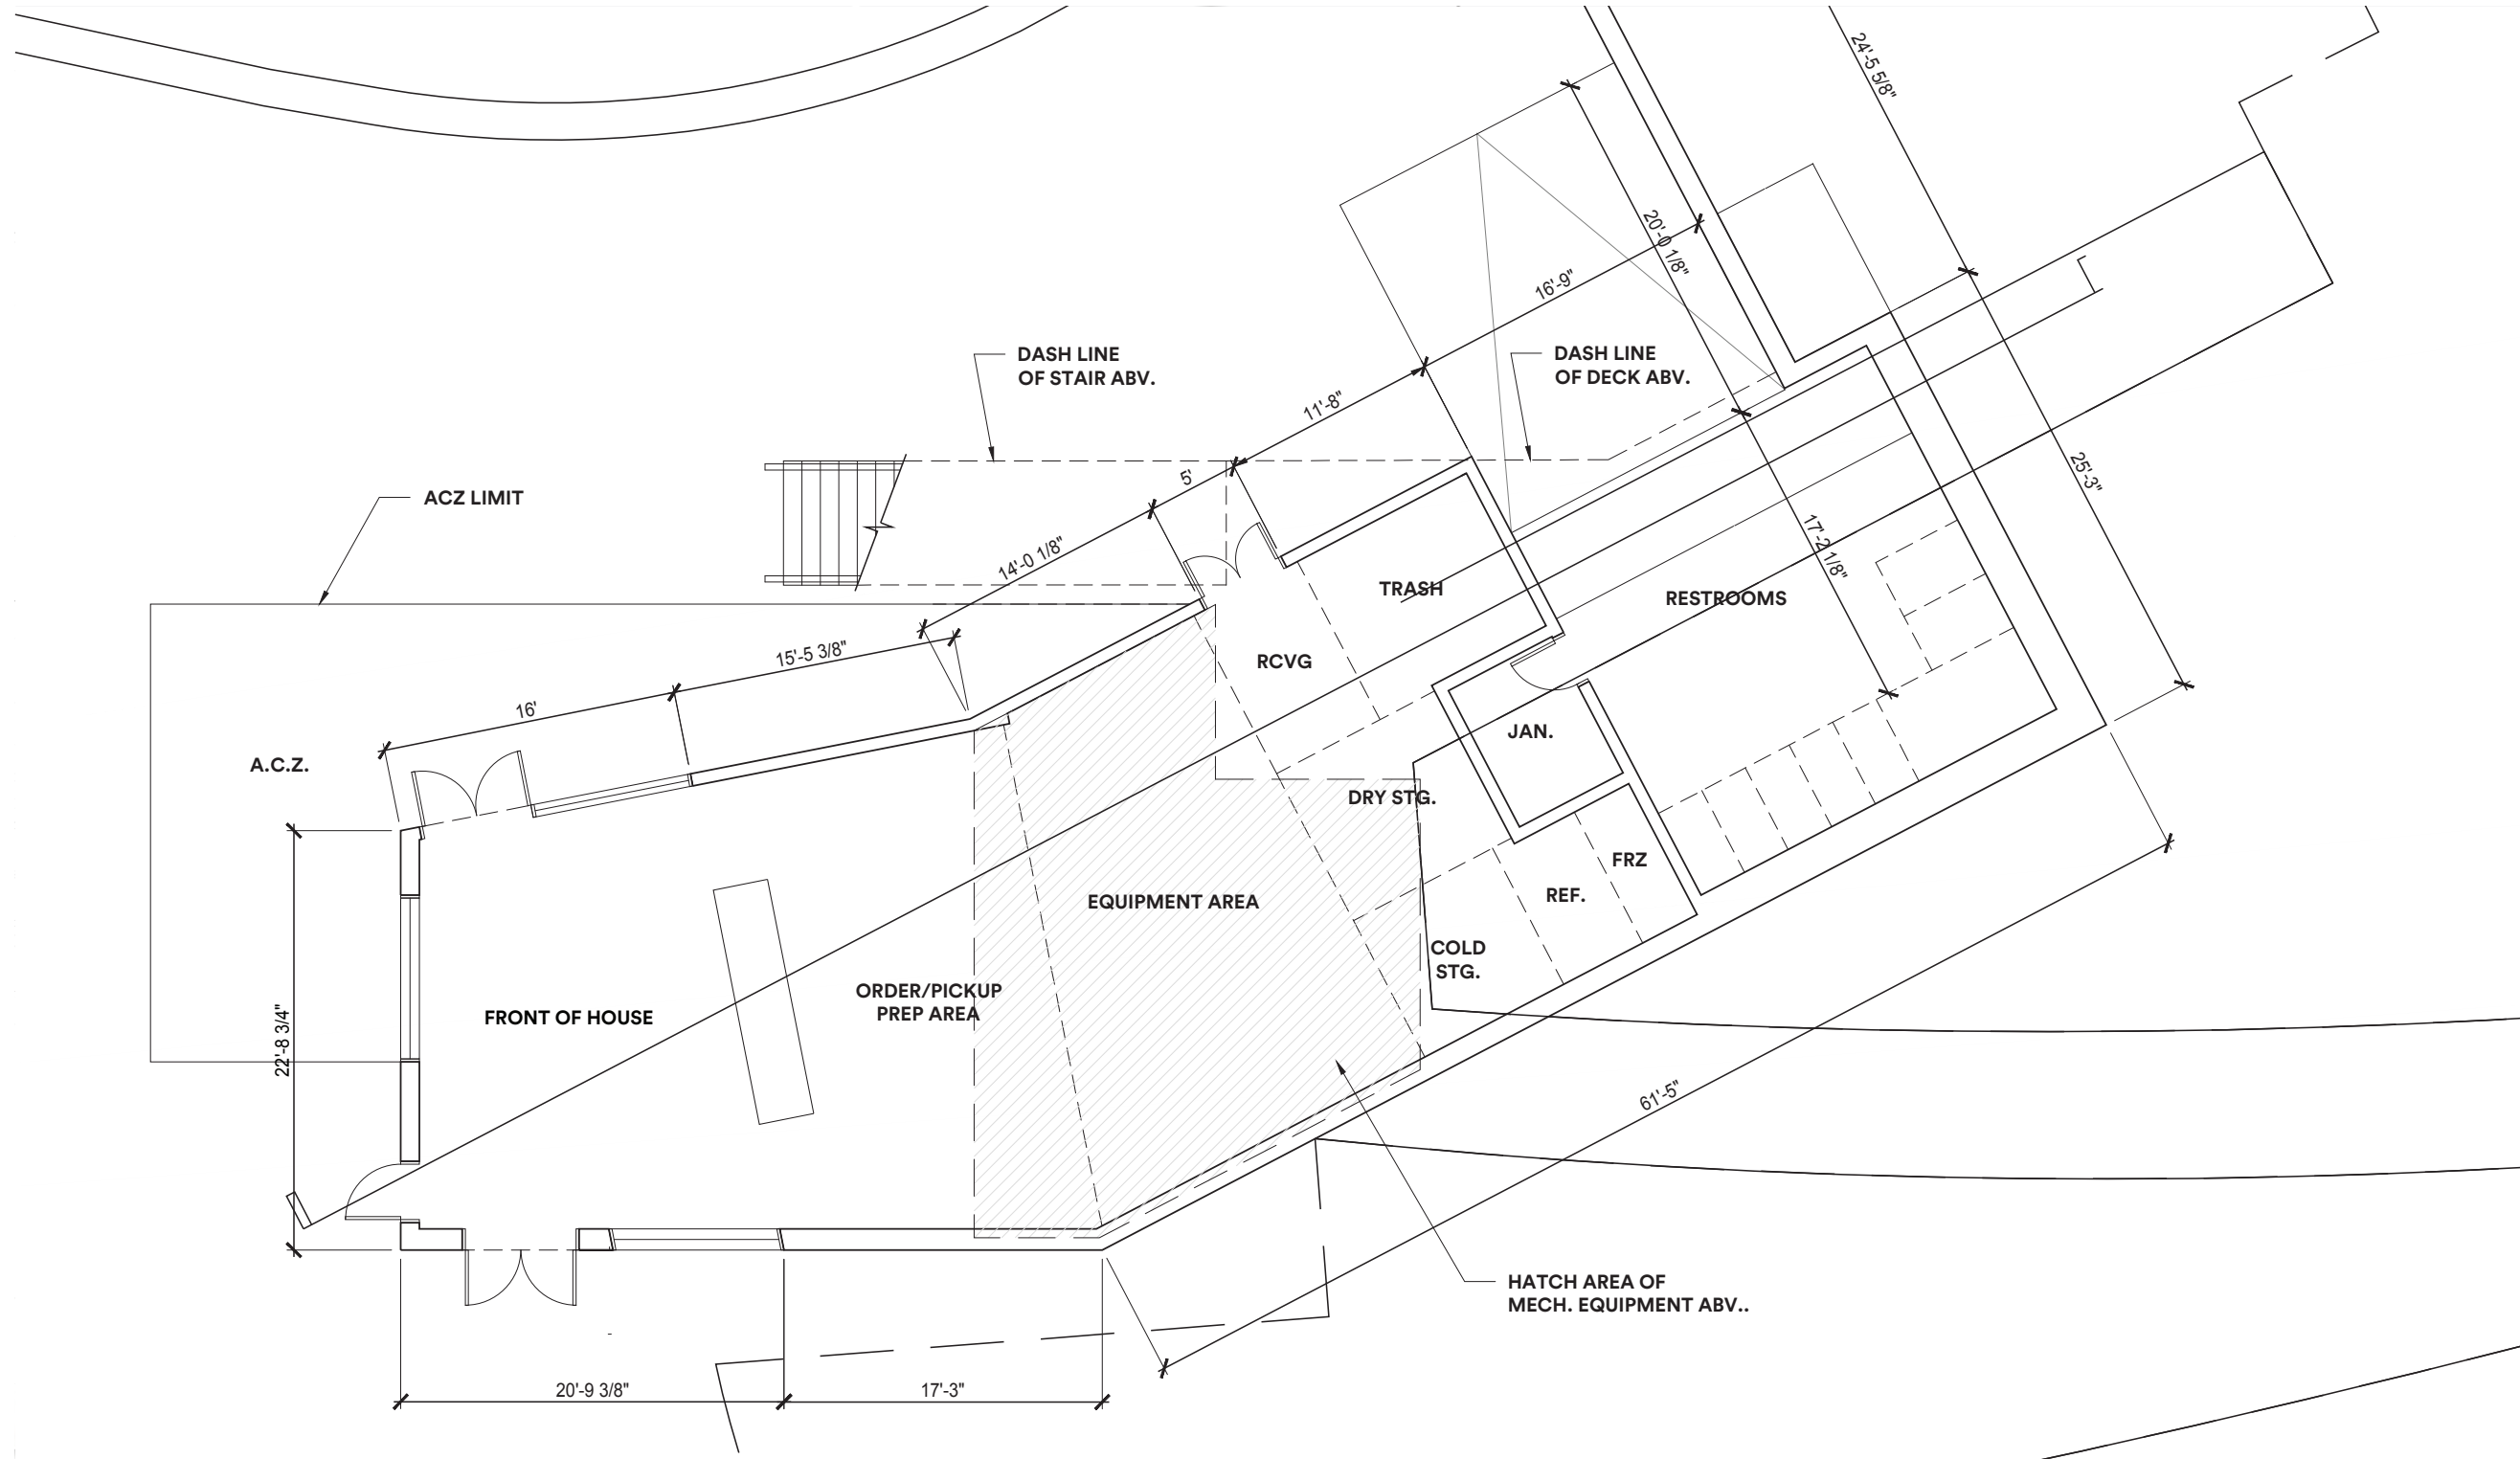 24'-5 5/8"
20'-0 1/8"
16'-9"
DASH LINE
OF STAIR ABV.
DASH LINE
OF DECK ABV.
11'-8"
5'
25'-3"
ACZ LIMIT
14'-0 1/8"
17'-2 1/8"
TRASH
RESTROOMS
15'-5 3/8"
RCVG
16'
JAN.
A.C.Z.
DRY STG.
FRZ
REF.
EQUIPMENT AREA
COLD
STG.
ORDER/PICKUP
PREP AREA
FRONT OF HOUSE
22'-8 3/4"
61'-5"
HATCH AREA OF
MECH. EQUIPMENT ABV..
20'-9 3/8"
17'-3"